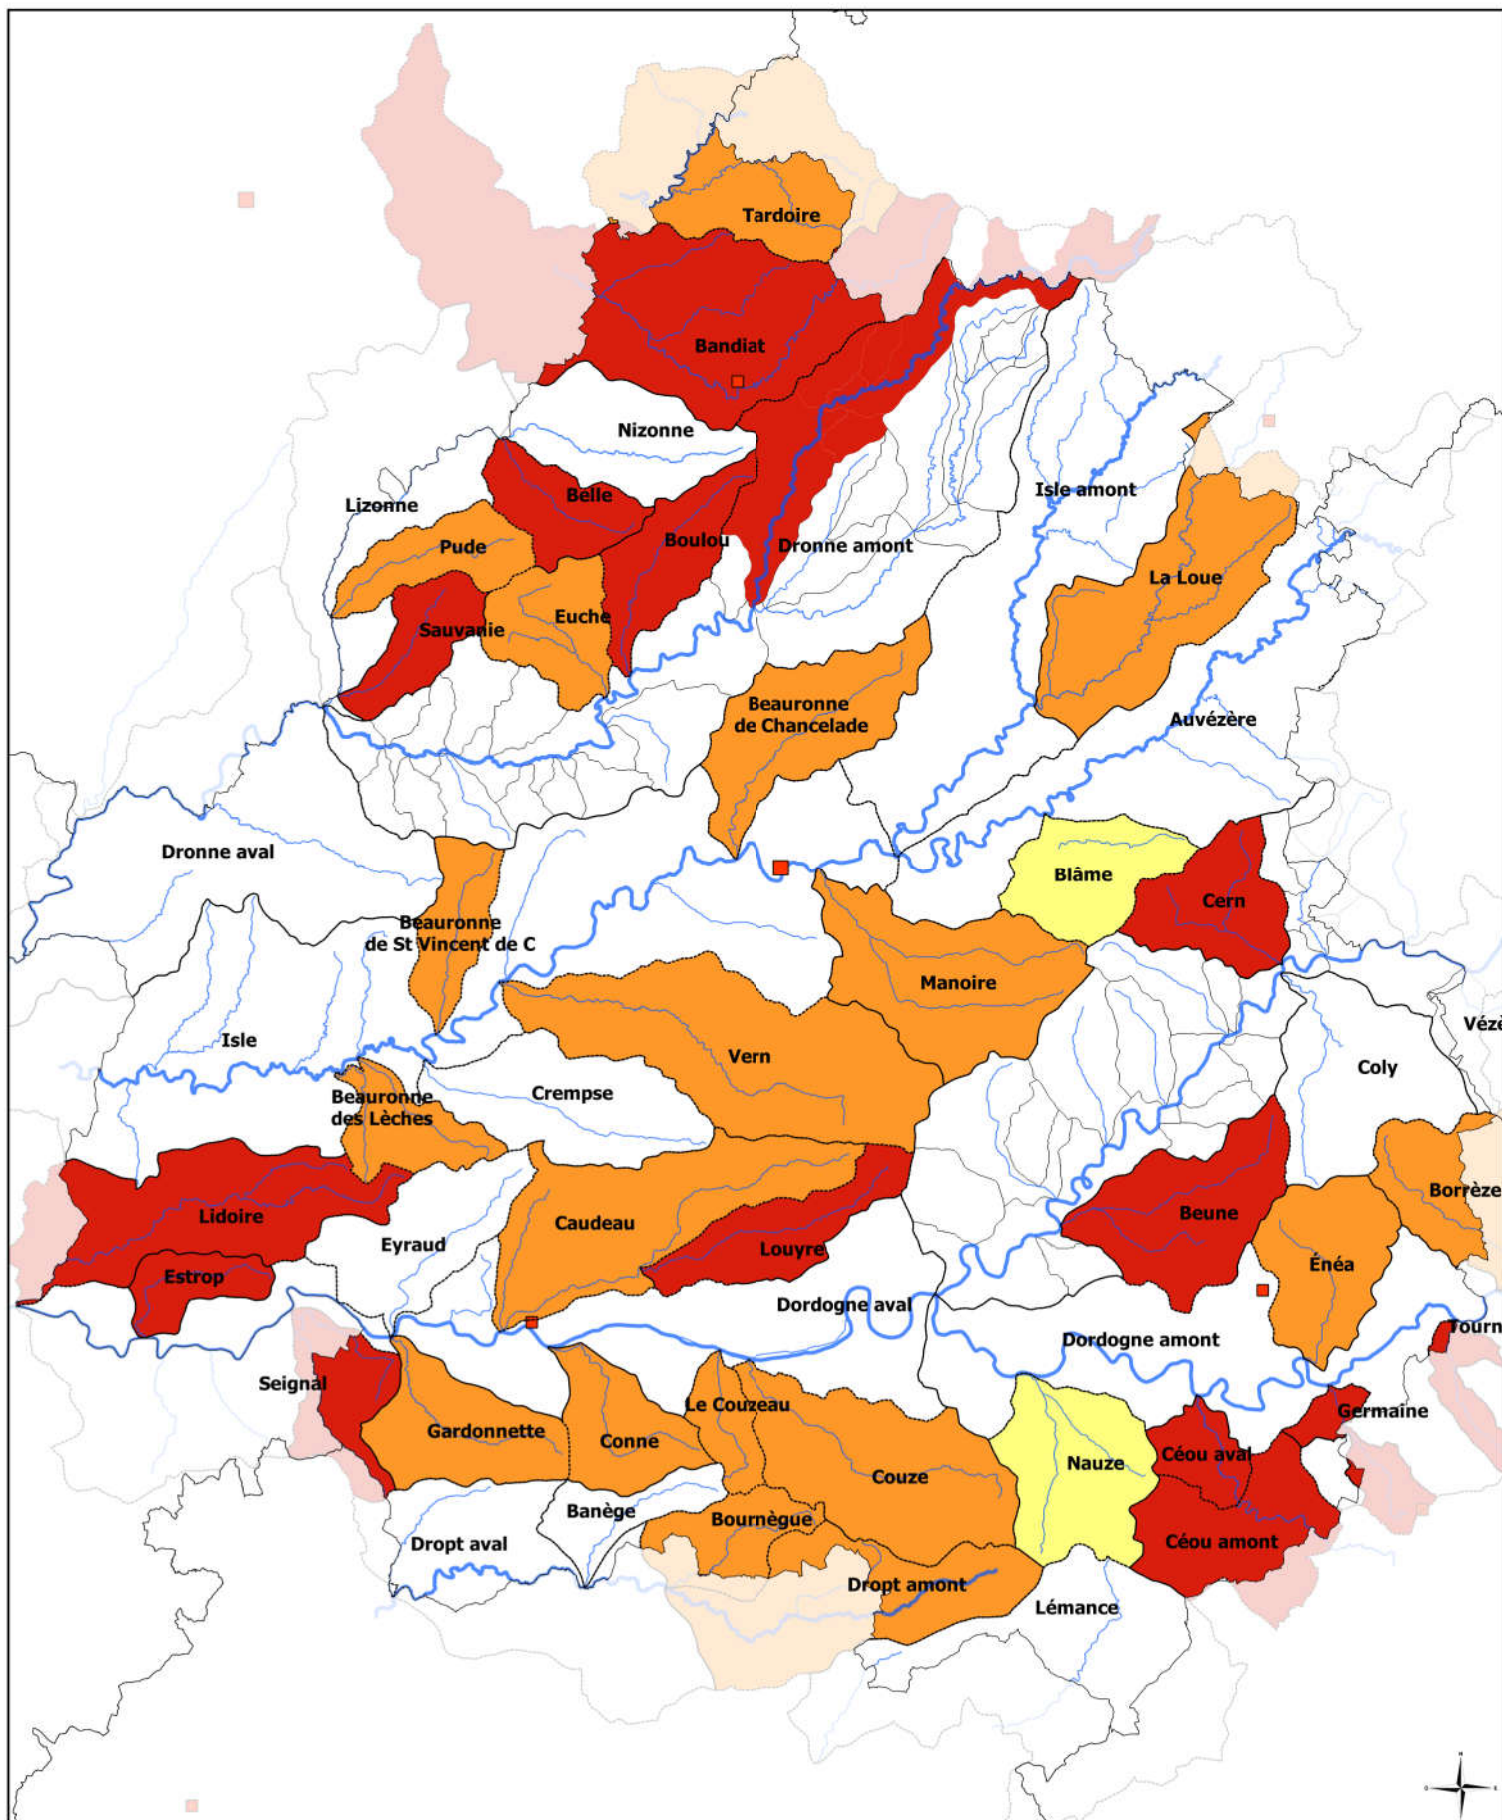 Tardoire
Bandiat
Nizonne
Belle
Isle amont
Lizonne
Boulou
Pude
Dronne amont
La Loue
Euche
Sauvanie
Beauronne
de Chancelade
Auvézère
Dronne aval
Blâme
Cern
Beauronne
de St Vincent de C
Manoire
Vézè
Isle
Vern
Coly
Crempse
Beauronne
des Lèches
Borrèze
Lidoire
Caudeau
Beune
Eyraud
Louyre
Énéa
Estrop
Dordogne aval
Tourn
Dordogne amont
Seignal
Le Couzeau
Germaine
Gardonnette
Conne
Céou aval
Nauze
Couze
Banège
Bournègue
Dropt aval
Céou amont
Dropt amont
Lémance